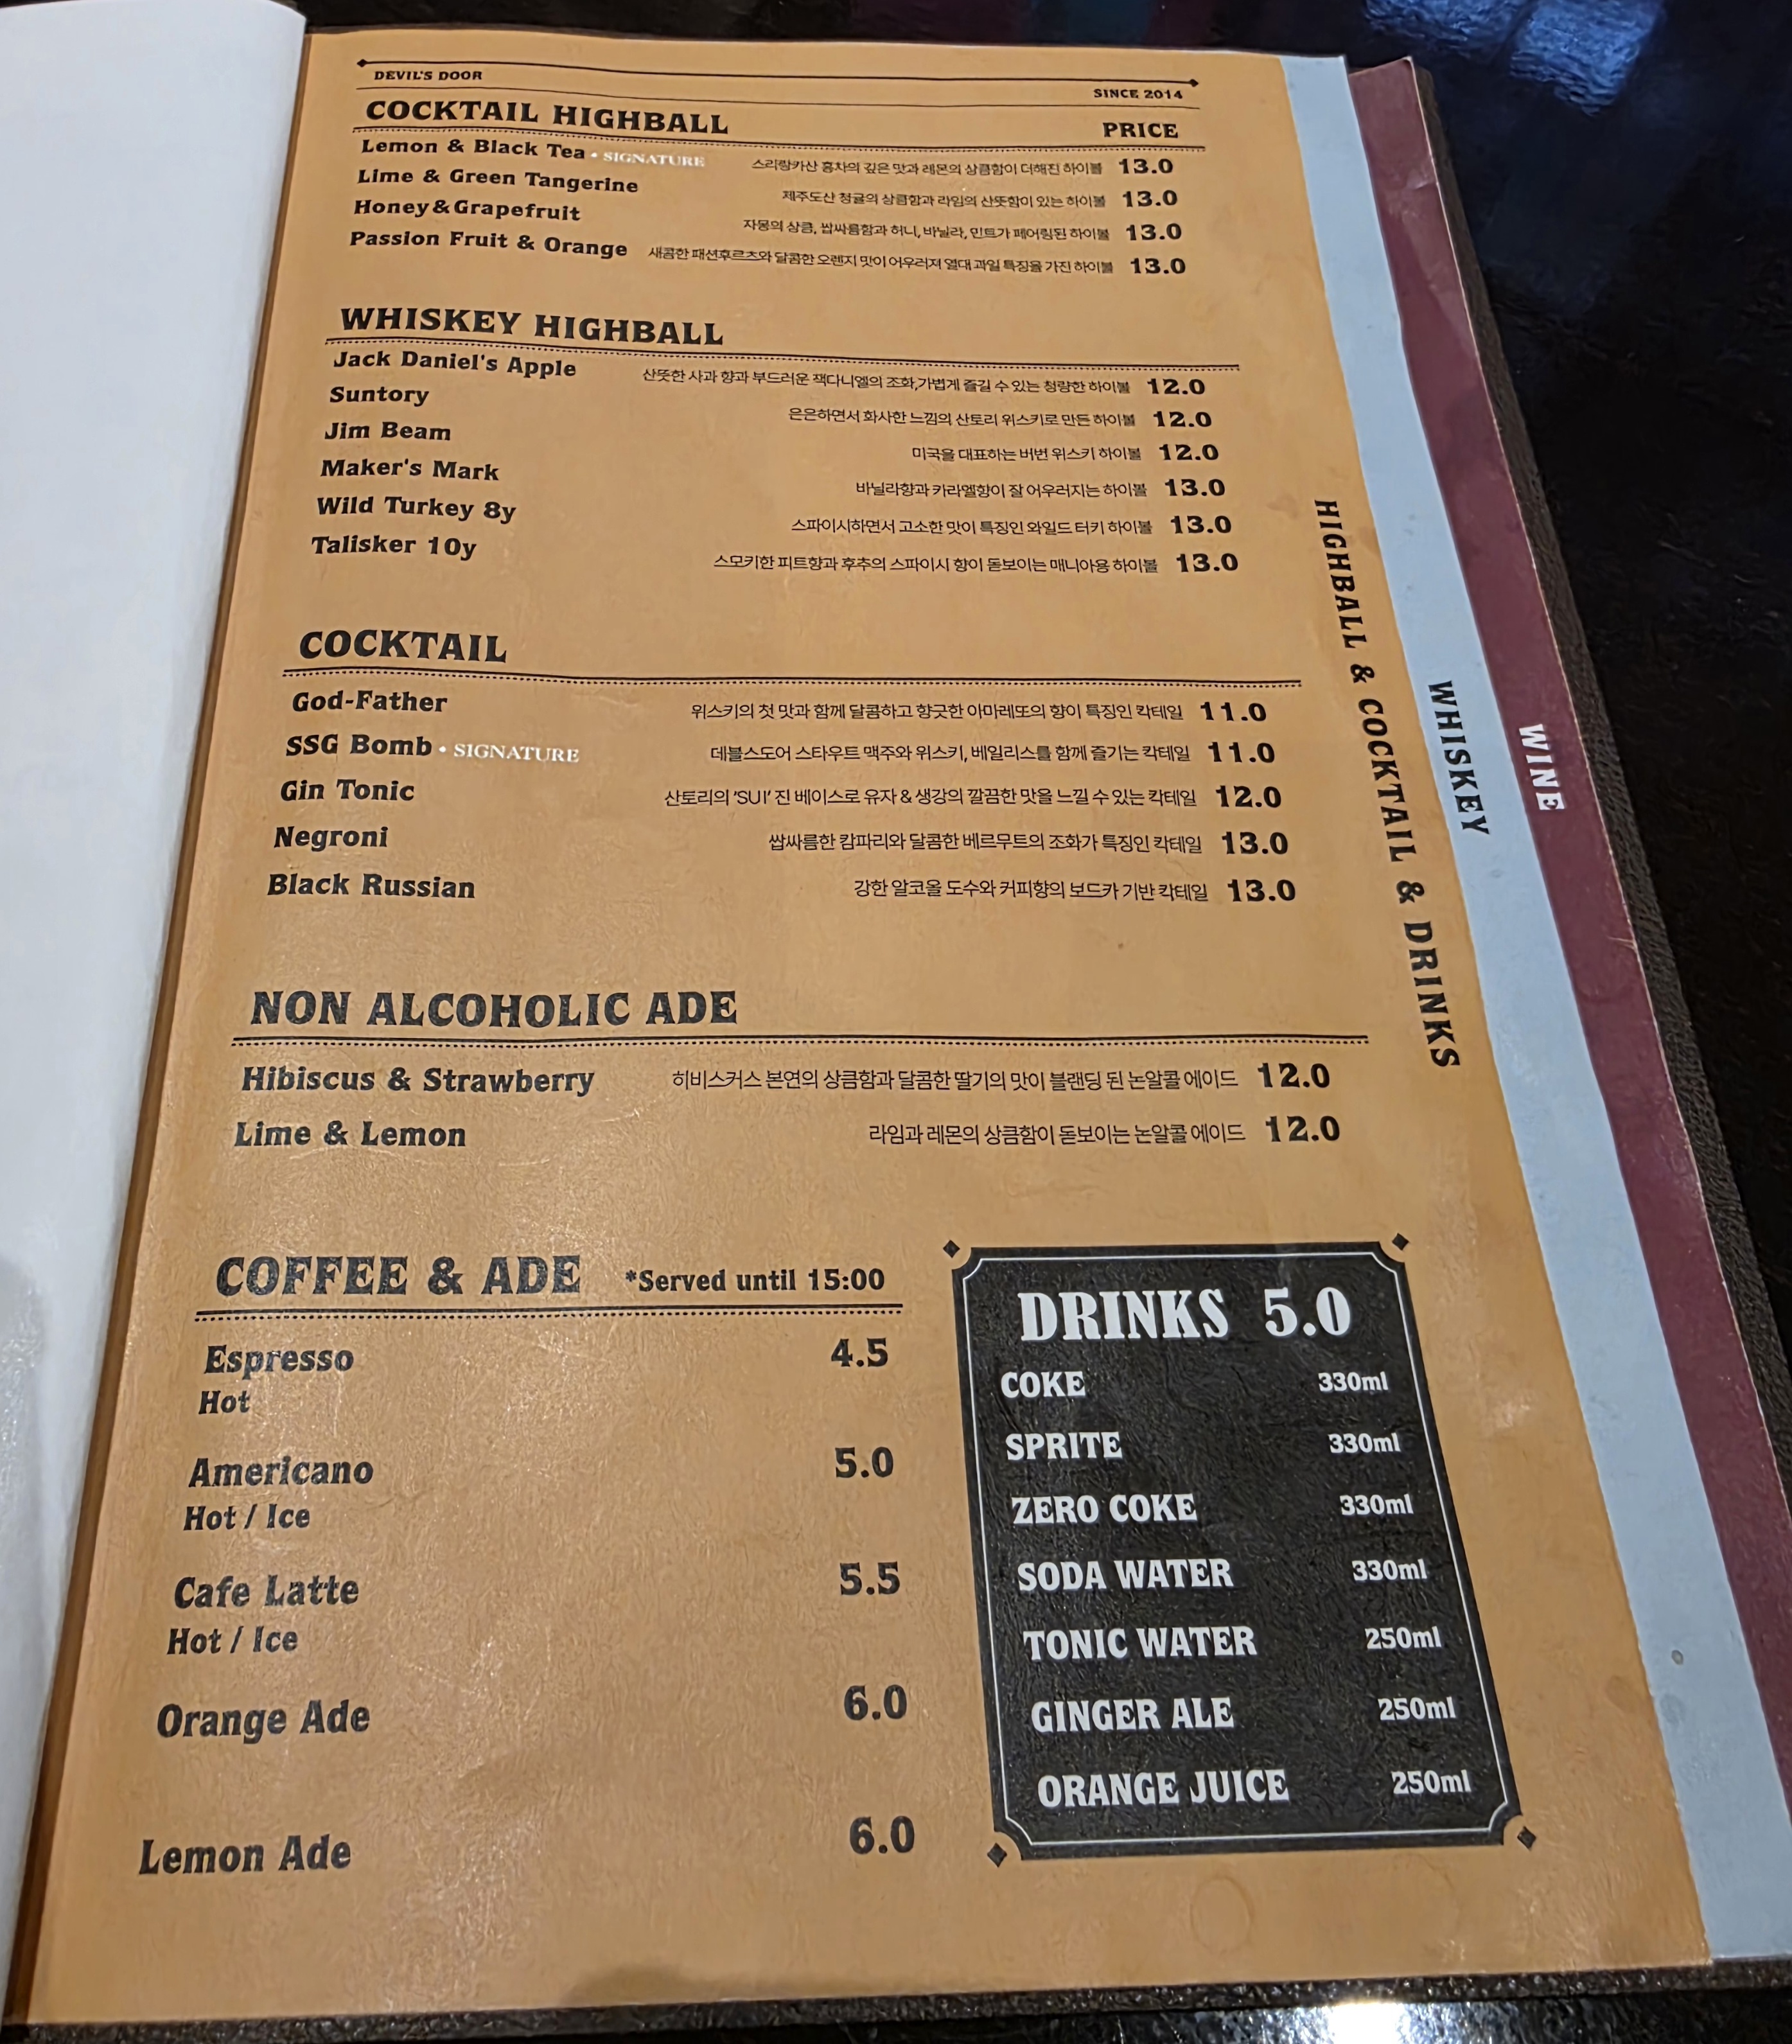 DEVIL'S DOOR
SINCE 2014
COCKTAIL HIGHBALL PRICE
Lemon & Black Tea • SIGNATURE 스리랑카산 홍차의 깊은 맛과 레몬의 상큼함이 더해진 하이볼 13.0
Lime & Green Tangerine 제주도산 청귤의 상큼함과 라임의 산뜻함이 있는 하이볼 13.0
Honey & Grapefruit 자몽의 상큼, 쌉싸름함과 허니, 바닐라, 민트가 페어링된 하이볼 13.0
Passion Fruit & Orange 새콤한 패션후르츠와 달콤한 오렌지 맛이 어우러져 열대 과일 특징을 가진 하이볼 13.0
WHISKEY HIGHBALL
Jack Daniel's Apple 산뜻한 사과 향과 부드러운 잭다니엘의 조화,가볍게 즐길 수 있는 청량한 하이볼 12.0
Suntory 은은하면서 화사한 느낌의 산토리 위스키로 만든 하이볼 12.0
Jim Beam 미국을 대표하는 버번 위스키 하이볼 12.0
Maker's Mark 바닐라향과 카라멜향이 잘 어우러지는 하이볼 13.0
Wild Turkey 8y 스파이시하면서 고소한 맛이 특징인 와일드 터키 하이볼 13.0
Talisker 10y 스모키한 피트향과 후추의 스파이시 향이 돋보이는 매니아용 하이볼 13.0
COCKTAIL
God-Father 위스키의 첫 맛과 함께 달콤하고 향긋한 아마레또의 향이 특징인 칵테일 11.0
SSG Bomb • SIGNATURE 데블스도어 스타우트 맥주와 위스키, 베일리스를 함께 즐기는 칵테일 11.0
Gin Tonic 산토리의 'SUI' 진 베이스로 유자 & 생강의 깔끔한 맛을 느낄 수 있는 칵테일 12.0
Negroni 쌉싸름한 캄파리와 달콤한 베르무트의 조화가 특징인 칵테일 13.0
Black Russian 강한 알코올 도수와 커피향의 보드카 기반 칵테일 13.0
NON ALCOHOLIC ADE
Hibiscus & Strawberry 히비스커스 본연의 상큼함과 달콤한 딸기의 맛이 블랜딩 된 논알콜 에이드 12.0
Lime & Lemon 라임과 레몬의 상큼함이 돋보이는 논알콜 에이드 12.0
COFFEE & ADE *Served until 15:00
Espresso 4.5
Hot
Americano 5.0
Hot / Ice
Cafe Latte 5.5
Hot / Ice
Orange Ade 6.0
Lemon Ade 6.0
DRINKS 5.0
COKE 330ml
SPRITE 330ml
ZERO COKE 330ml
SODA WATER 330ml
TONIC WATER 250ml
GINGER ALE 250ml
ORANGE JUICE 250ml
HIGHBALL & COCKTAIL & DRINKS
WHISKEY
WINE